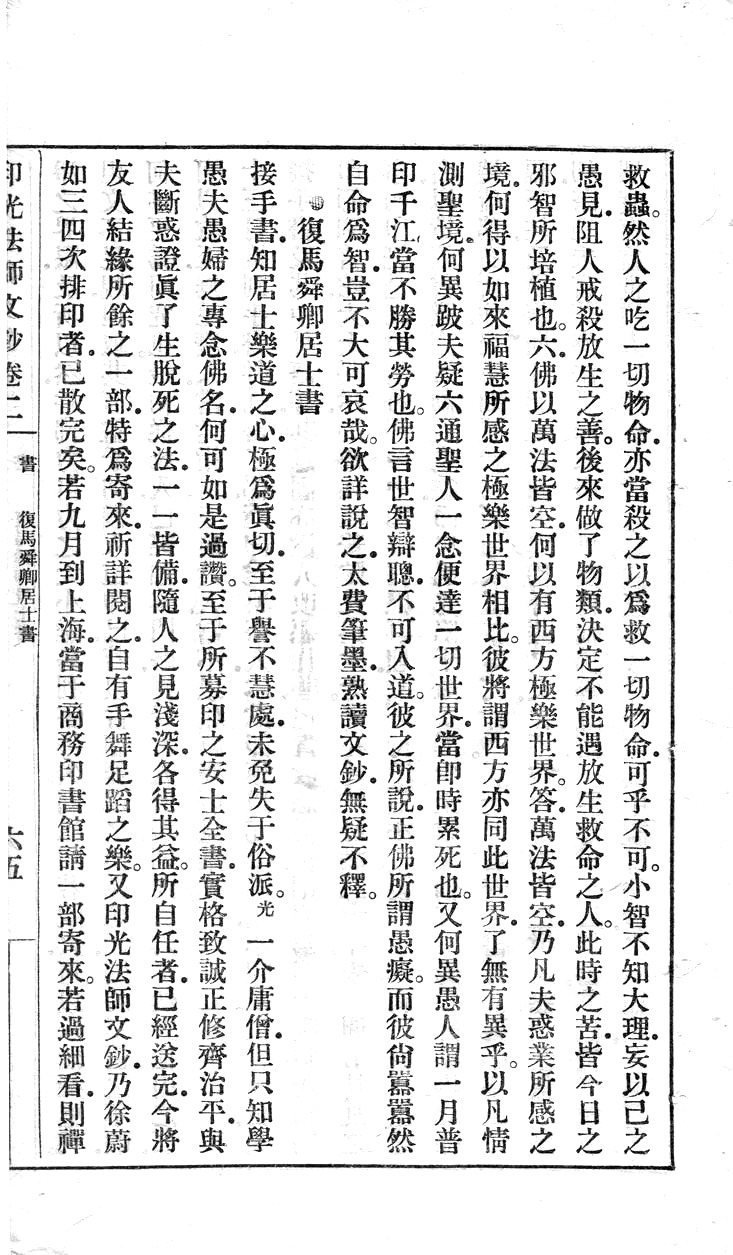 救蟲。然人之吃一切物命。亦當殺之以爲救一切物命。可乎不可。小智不知大理。妄以己之
愚見。阻人戒殺放生之善。後來做了物類。決定不能遇放生救命之人。此時之苦。皆今日之
邪智所培植也。六佛以萬法皆空。何以有西方極樂世界。答。萬法皆空。乃凡夫惑業所感之
境。何得以如來福慧所感之極樂世界相比。彼將謂西方亦同此世界。了無有異乎。以凡情
測聖境。何異跛夫疑六通聖人一念便達一切世界。當卽時累死也。又何異愚人謂一月普
印千江。當不勝其勞也。佛言世智辯聰。不可入道。彼之所說。正佛所謂愚癡。而彼尙囂囂然
自命爲智。豈不大可哀哉。欲詳說之。太費筆墨。熟讀文鈔。無疑不釋。
復馬舜卿居士書
接手書。知居士樂道之心。極爲眞切。至于譽不慧處。未免失于俗派。光一介庸僧。但只知學
愚夫愚婦之專念佛名。何可如是過讚。至于所募印之安士全書。實格致誠正修齊治平。與
夫斷惑證眞了生脫死之法。一一皆備。隨人之見淺深。各得其益。所自任者。已經送完。今將
友人結緣所餘之一部。特爲寄來。祈詳閱之。自有手舞足蹈之樂。又印光法師文鈔。乃徐蔚
如三四次排印者。已散完矣。若九月到上海。當于商務印書館請一部寄來。若過細看。則禪
印光法師文鈔卷二 書 復馬舜卿居士書 六五